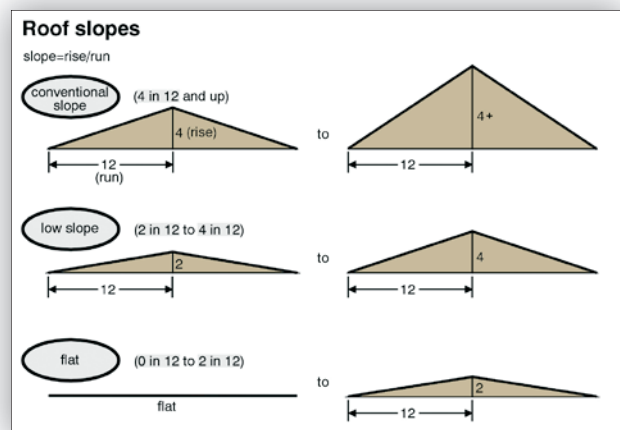 Roof slopes
slope=rise/run
conventional
slope
(4 in 12 and up)
4 (rise)
12
(run)
to
4+
12
low slope
(2 in 12 to 4 in 12)
2
12
to
4
12
flat
(0 in 12 to 2 in 12)
flat
to
2
12